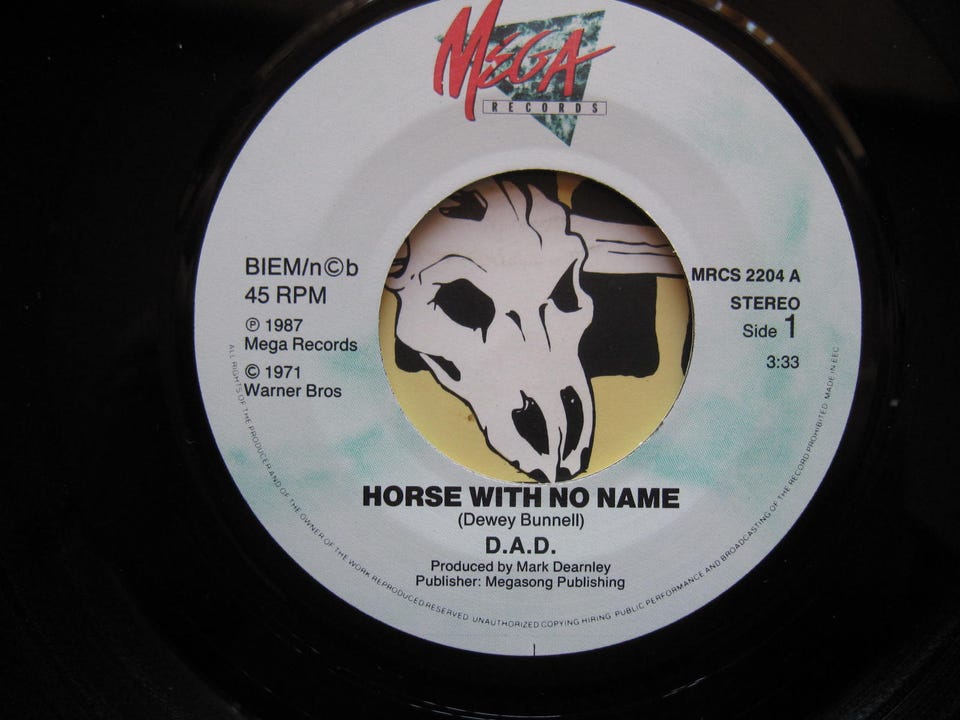 MEGA
RECORDS
BIEM/n©b
45 RPM
℗ 1987
Mega Records
© 1971
Warner Bros
MRCS 2204 A
STEREO
Side 1
3:33
HORSE WITH NO NAME
(Dewey Bunnell)
D.A.D.
Produced by Mark Dearnley
Publisher: Megasong Publishing
ALL RIGHTS OF THE PRODUCER AND OF THE OWNER OF THE WORK REPRODUCED RESERVED. UNAUTHORIZED COPYING HIRING. PUBLIC PERFORMANCE AND BROADCASTING OF THE RECORD PROHIBITED. MADE IN EEC